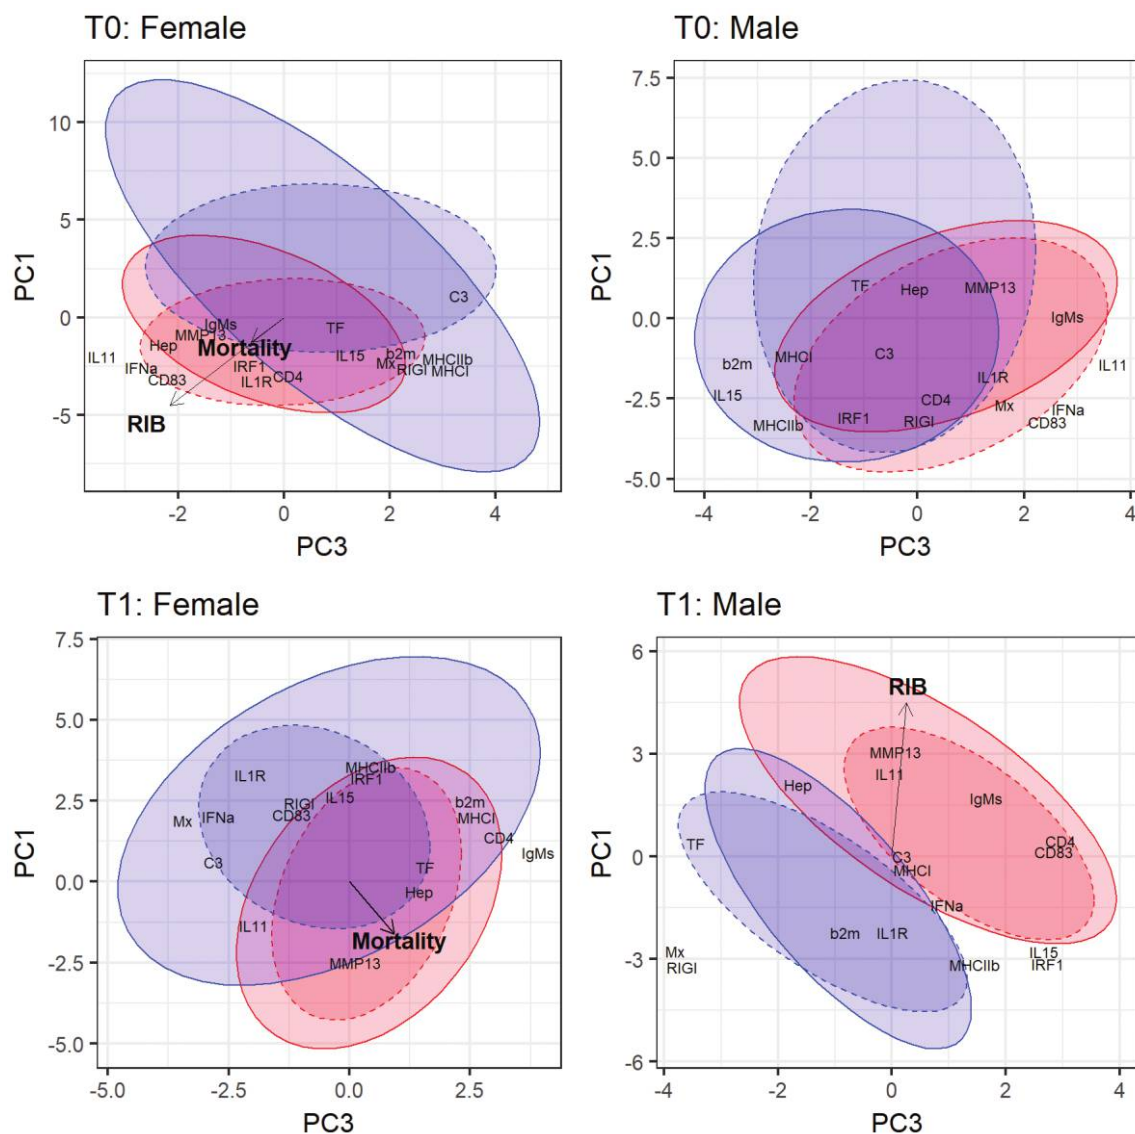 T0: Female
T0: Male
10
5
0
-5
PC1
C3
IgMs
TF
MMP13
Hep
Mortality
IL11
IL15
b2m
Mx
MHCIIb
IFNa
IRF1
RIGI
MHCI
CD83
IL1R
CD4
RIB
-2
0
2
4
PC3
7.5
5.0
2.5
0.0
-2.5
-5.0
PC1
TF
Hep
MMP13
IgMs
C3
MHCI
b2m
IL11
IL1R
IL15
CD4
Mx
IFNa
MHCIIb
IRF1
RIGI
CD83
-4
-2
0
2
4
PC3
T1: Female
T1: Male
7.5
5.0
2.5
0.0
-2.5
-5.0
PC1
MHCIIb
IL1R
IRF1
IL15
RIGI
b2m
CD83
IFNa
MHCI
Mx
CD4
IgMs
C3
TF
Hep
IL11
Mortality
MMP13
-5.0
-2.5
0.0
2.5
PC3
6
3
0
-3
-6
PC1
RIB
MMP13
IL11
Hep
IgMs
TF
CD4
CD83
C3
MHCI
IFNa
b2m
IL1R
Mx
RIGI
MHCIIb
IL15
IRF1
-4
-2
0
2
4
PC3